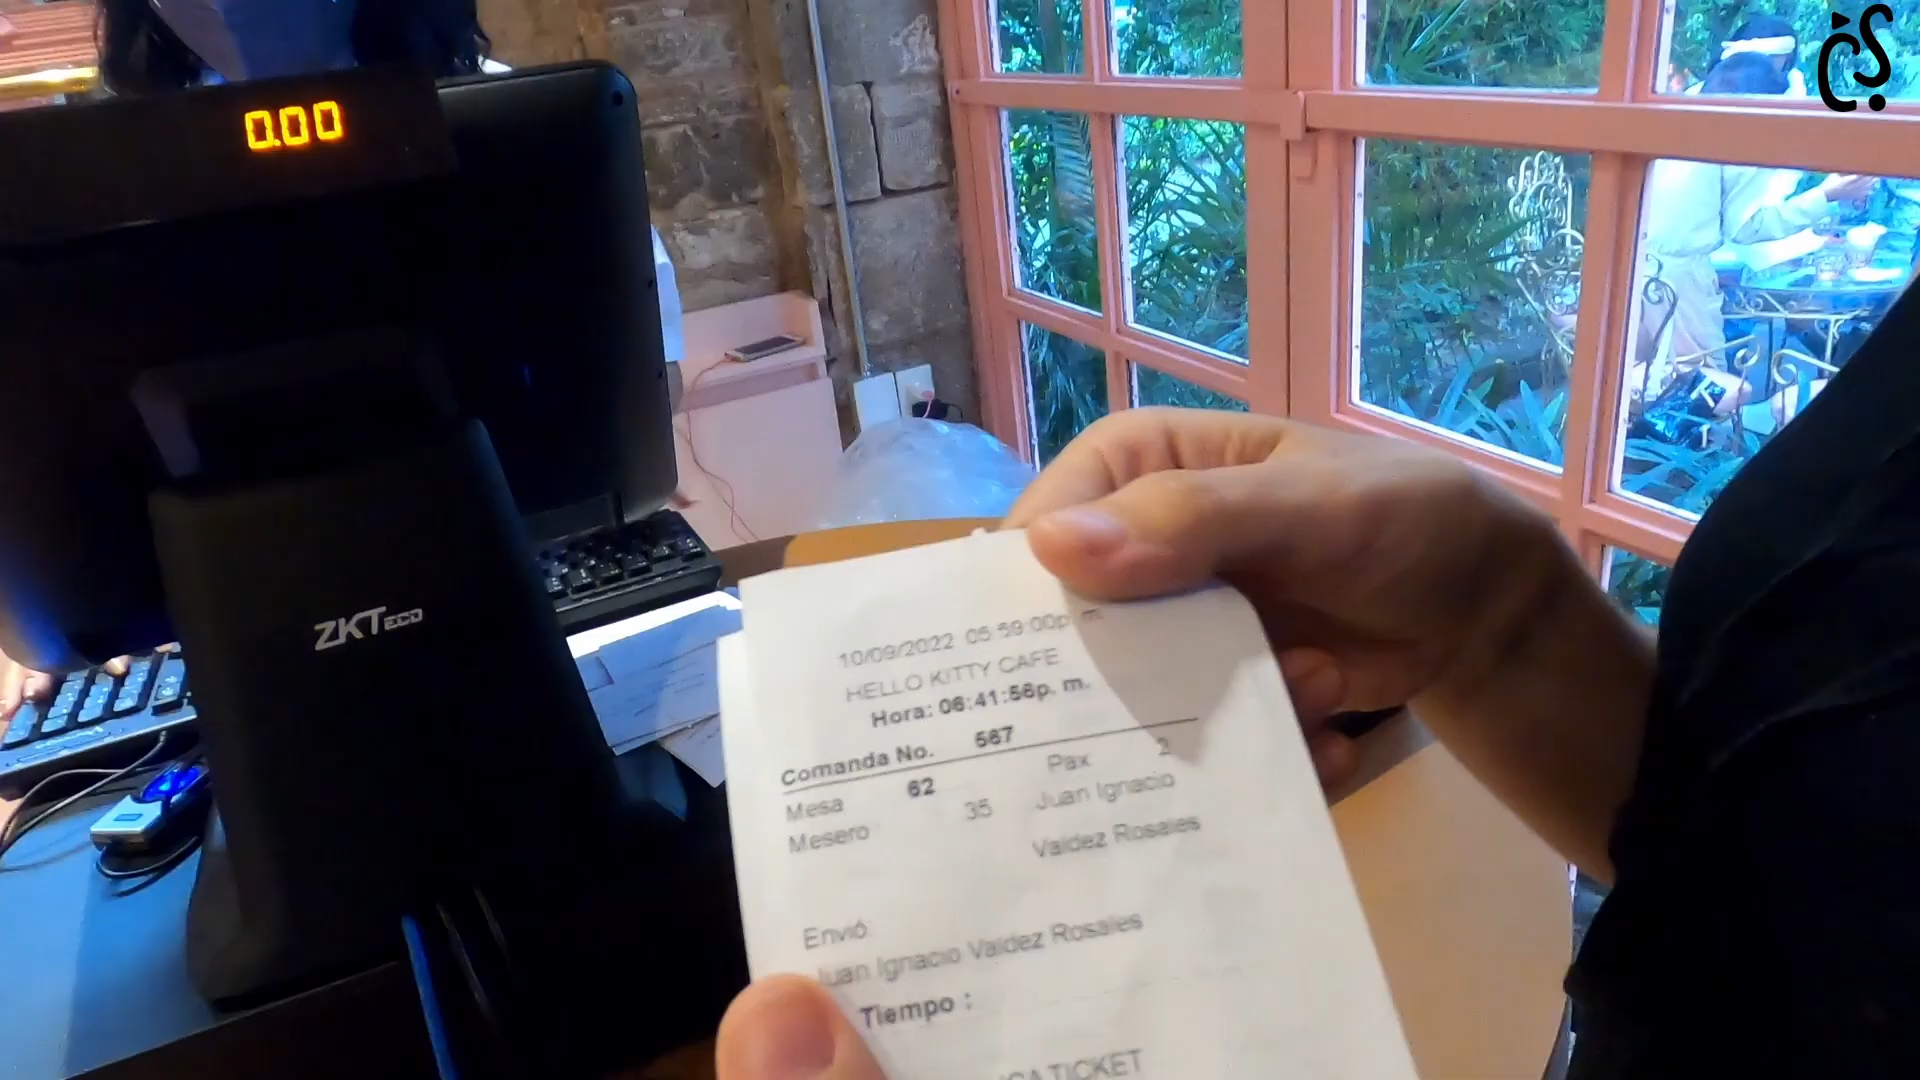 0.00
ZKTeco
10/09/2022 05:59:00p. m.
HELLO KITTY CAFE
Hora: 06:41:56p. m.
Comanda No. 567
Mesa 62 Pax 2
Mesero 35 Juan Ignacio
Valdez Rosales
Envió:
Juan Ignacio Valdez Rosales
Tiempo :
TICKET